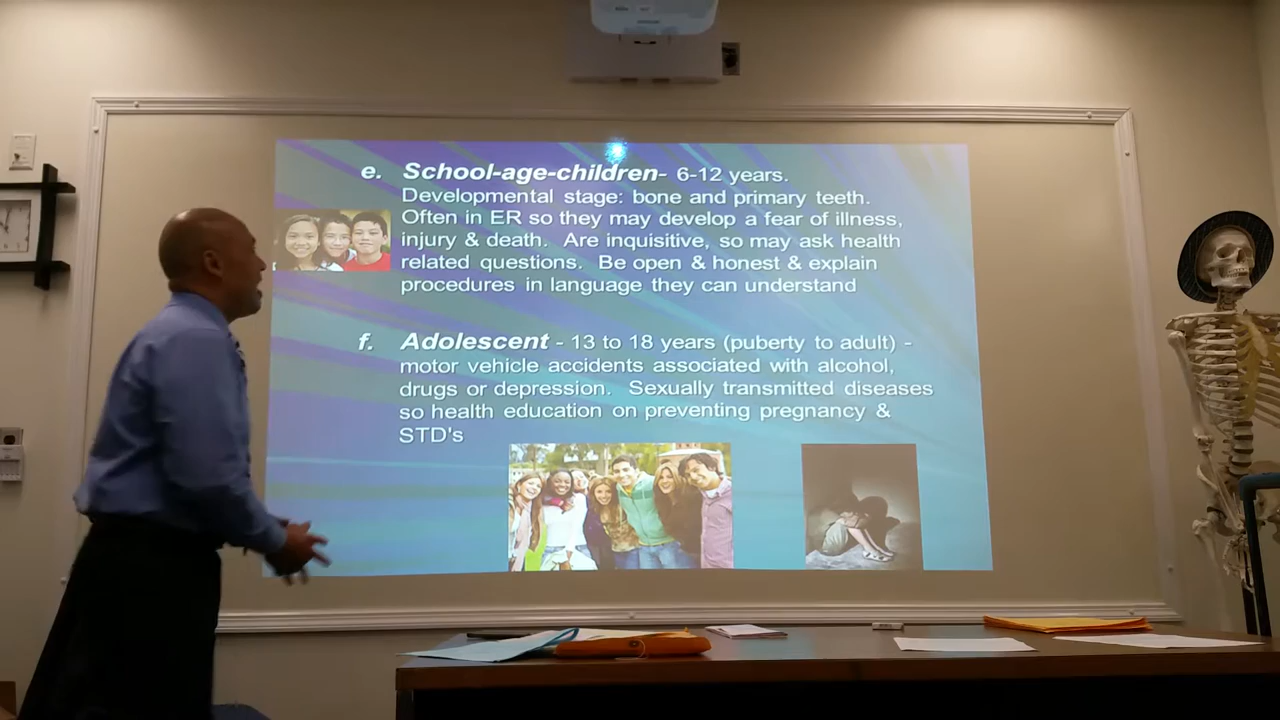 e. School-age-children- 6-12 years.
Developmental stage: bone and primary teeth.
Often in ER so they may develop a fear of illness,
injury & death. Are inquisitive, so may ask health
related questions. Be open & honest & explain
procedures in language they can understand
f. Adolescent - 13 to 18 years (puberty to adult) -
motor vehicle accidents associated with alcohol,
drugs or depression. Sexually transmitted diseases
so health education on preventing pregnancy &
STD's